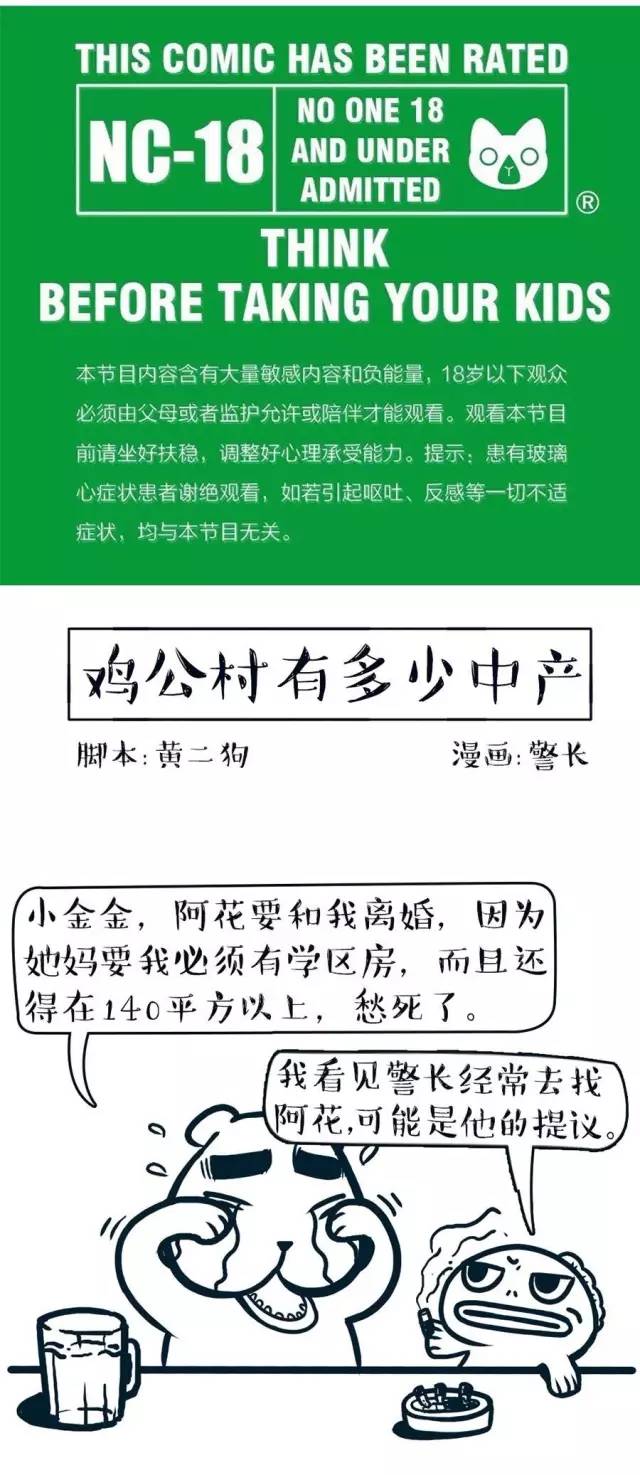 THIS COMIC HAS BEEN RATED
NC-18
NO ONE 18
AND UNDER
ADMITTED
®
THINK
BEFORE TAKING YOUR KIDS
本节目内容含有大量敏感内容和负能量，18岁以下观众
必须由父母或者监护允许或陪伴才能观看。观看本节目
前请坐好扶稳，调整好心理承受能力。提示：患有玻璃
心症状患者谢绝观看，如若引起呕吐、反感等一切不适
症状，均与本节目无关。
鸡公村有多少中产
脚本:黄二狗
漫画:警长
小金金，阿花要和我离婚，因为
她妈要我必须有学区房，而且还
得在140平方以上，愁死了。
我看见警长经常去找
阿花,可能是他的提议。